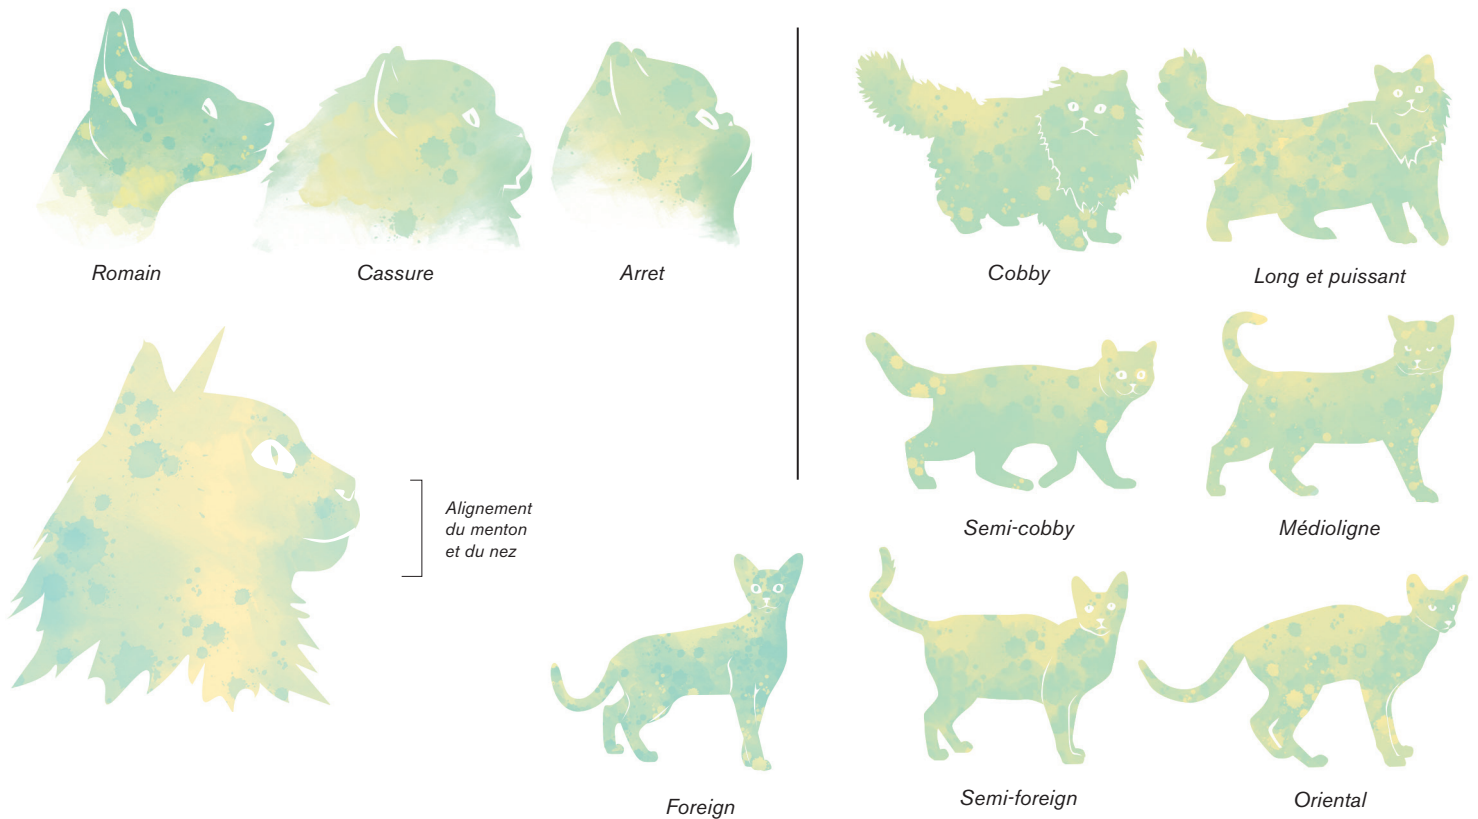 Romain
Cassure
Arret
Alignement
du menton
et du nez
Cobby
Long et puissant
Semi-cobby
Médioligne
Foreign
Semi-foreign
Oriental